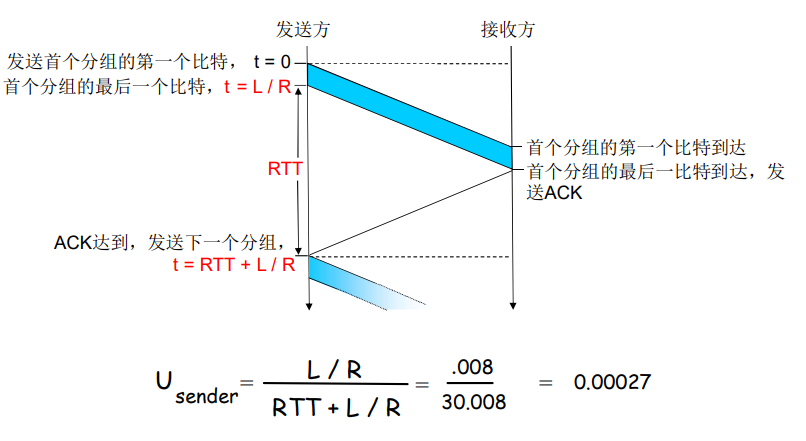 发送方
接收方
发送首个分组的第一个比特， t = 0
首个分组的最后一个比特，t = L / R
RTT
首个分组的第一个比特到达
首个分组的最后一比特到达，发
送ACK
ACK达到，发送下一个分组，
t = RTT + L / R
U sender = L / R / RTT + L / R = .008 / 30.008 = 0.00027